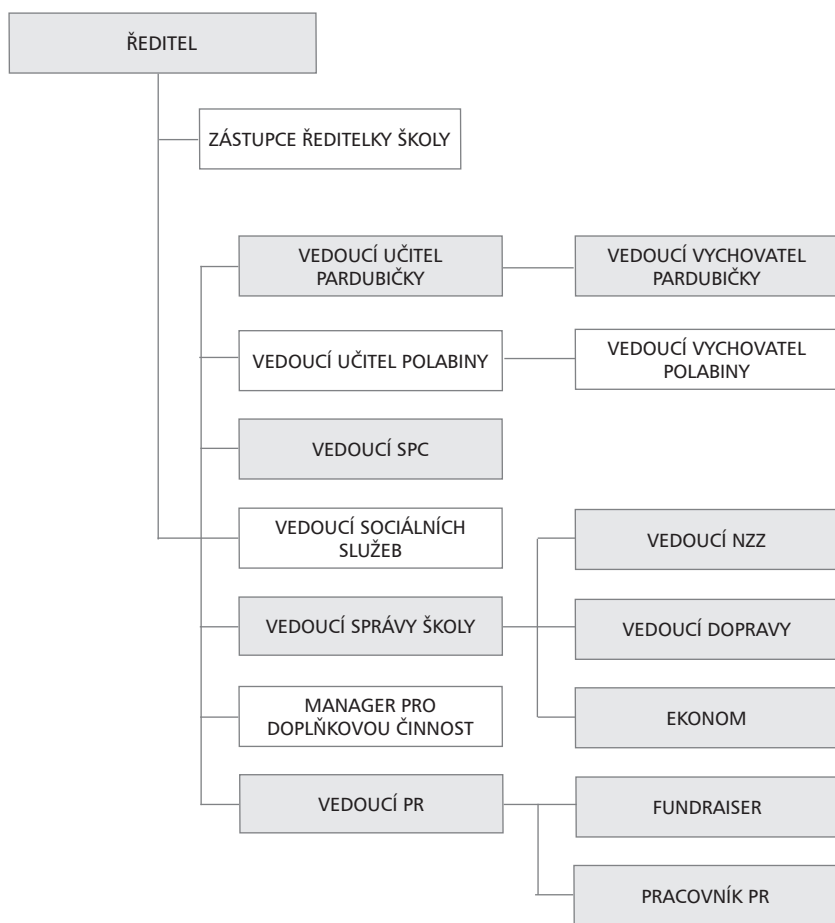 ŘEDITEL
ZÁSTUPCE ŘEDITELKY ŠKOLY
VEDOUCÍ UČITEL
PARDUBIČKY
VEDOUCÍ VYCHOVATEL
PARDUBIČKY
VEDOUCÍ UČITEL POLABINY
VEDOUCÍ VYCHOVATEL
POLABINY
VEDOUCÍ SPC
VEDOUCÍ SOCIÁLNÍCH
SLUŽEB
VEDOUCÍ NZZ
VEDOUCÍ SPRÁVY ŠKOLY
VEDOUCÍ DOPRAVY
MANAGER PRO
DOPLŇKOVOU ČINNOST
EKONOM
VEDOUCÍ PR
FUNDRAISER
PRACOVNÍK PR